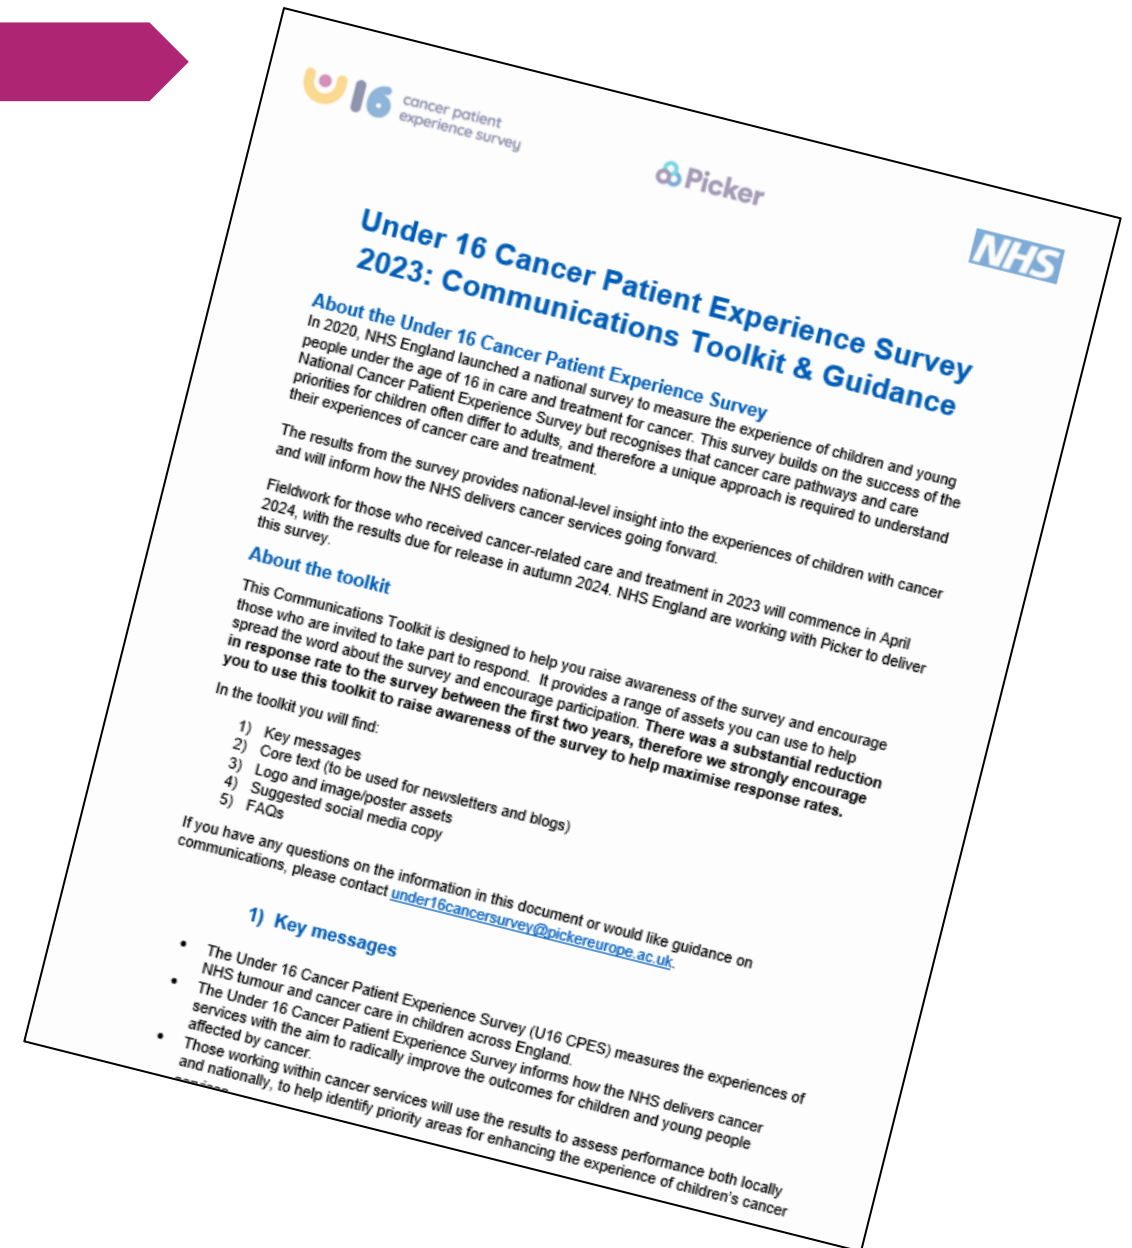 U16 cancer patient
experience survey
Picker
NHS
Under 16 Cancer Patient Experience Survey
2023: Communications Toolkit & Guidance
About the Under 16 Cancer Patient Experience Survey
In 2020, NHS England launched a national survey to measure the experience of children and young
people under the age of 16 in care and treatment for cancer. This survey builds on the success of the
National Cancer Patient Experience Survey but recognises that cancer care pathways and care
priorities for children often differ to adults, and therefore a unique approach is required to understand
their experiences of cancer care and treatment.
The results from the survey provides national-level insight into the experiences of children with cancer
and will inform how the NHS delivers cancer services going forward.
Fieldwork for those who received cancer-related care and treatment in 2023 will commence in April
2024, with the results due for release in autumn 2024. NHS England are working with Picker to deliver
this survey.
About the toolkit
This Communications Toolkit is designed to help you raise awareness of the survey and encourage
those who are invited to take part to respond. It provides a range of assets you can use to help
spread the word about the survey and encourage participation. There was a substantial reduction
in response rate to the survey between the first two years, therefore we strongly encourage
you to use this toolkit to raise awareness of the survey to help maximise response rates.
In the toolkit you will find:
1) Key messages
2) Core text (to be used for newsletters and blogs)
3) Logo and image/poster assets
4) Suggested social media copy
5) FAQs
If you have any questions on the information in this document or would like guidance on
communications, please contact under16cancersurvey@pickereurope.ac.uk.
1) Key messages
• The Under 16 Cancer Patient Experience Survey (U16 CPES) measures the experiences of
NHS tumour and cancer care in children across England.
• The Under 16 Cancer Patient Experience Survey informs how the NHS delivers cancer
services with the aim to radically improve the outcomes for children and young people
affected by cancer.
• Those working within cancer services will use the results to assess performance both locally
and nationally, to help identify priority areas for enhancing the experience of children's cancer